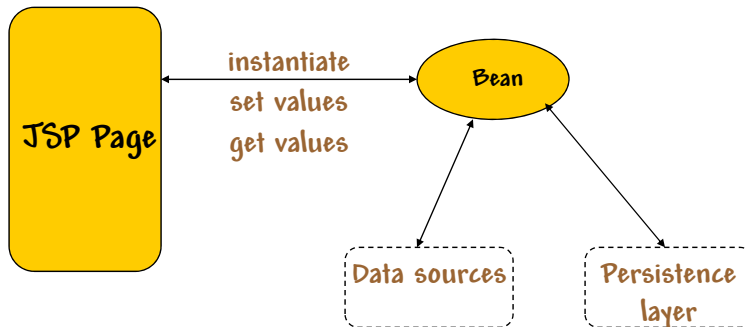 instantiate
Bean
set values
JSP Page
get values
Data sources
Persistence
layer